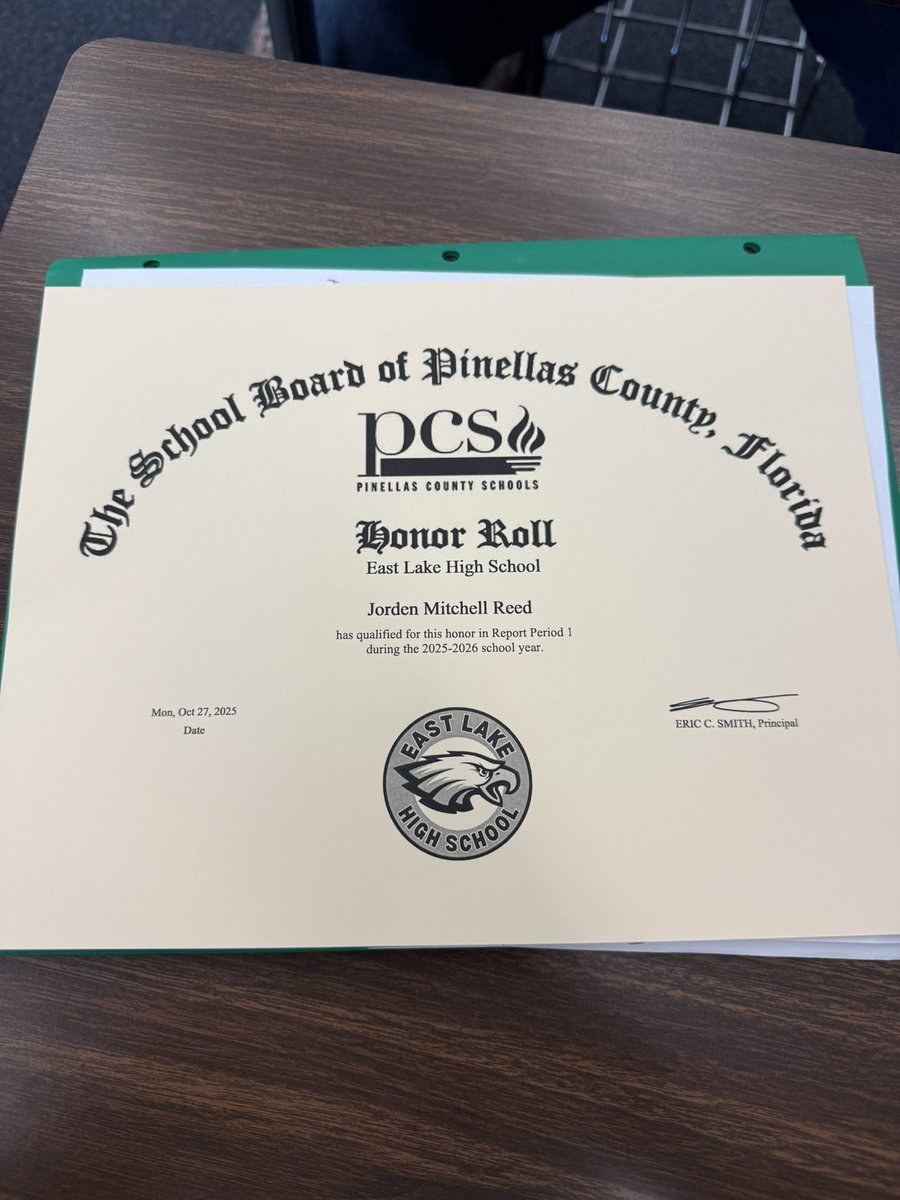 The School Board of Pinellas County, Florida
pcs
PINELLAS COUNTY SCHOOLS
Honor Roll
East Lake High School
Jorden Mitchell Reed
has qualified for this honor in Report Period 1
during the 2025-2026 school year.
Mon, Oct 27, 2025
Date
ERIC C. SMITH, Principal
EAST LAKE
HIGH SCHOOL